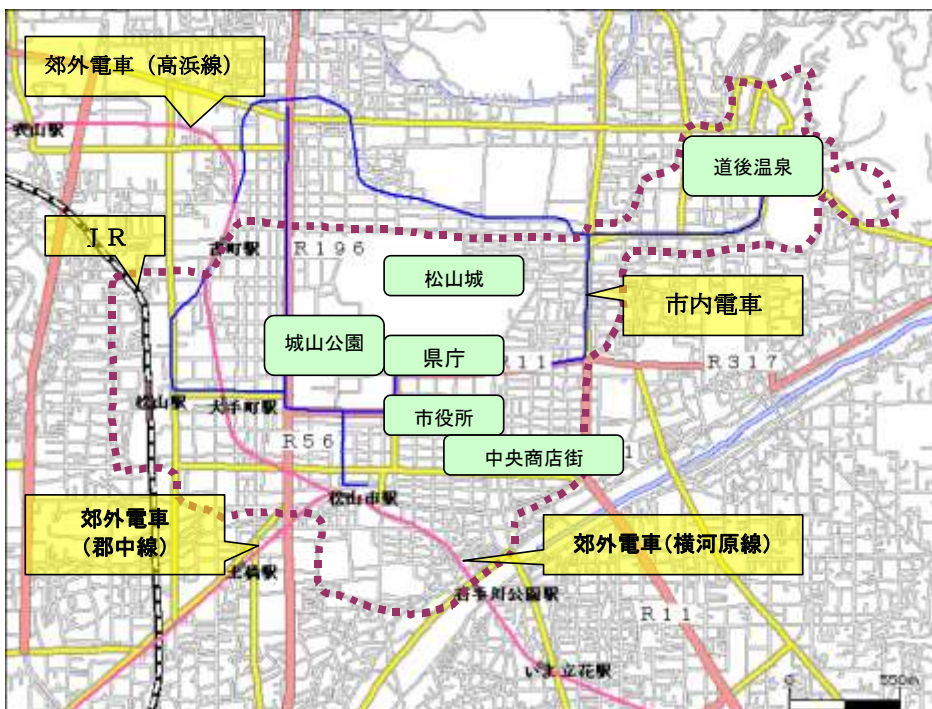 郊外電車（高浜線）
衣山駅
道後温泉
ＪＲ
古町駅
R196
松山城
市内電車
城山公園
県庁
R11
R317
松山駅
大手町駅
市役所
R56
中央商店街
松山市駅
郊外電車
(郡中線)
郊外電車(横河原線)
土橋駅
石手川公園駅
R11
いよ立花駅
0
550m